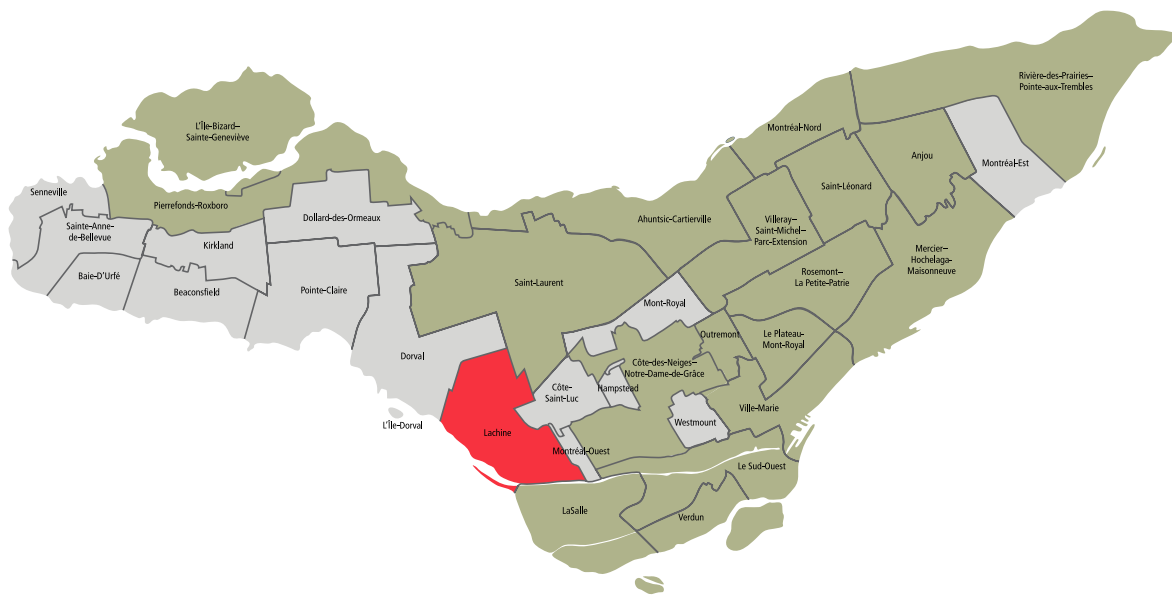 Rivière-des-Prairies–
Pointe-aux-Trembles
L'Île-Bizard–
Sainte-Geneviève
Montréal-Nord
Anjou
Montréal-Est
Saint-Léonard
Senneville
Pierrefonds-Roxboro
Dollard-des-Ormeaux
Ahuntsic-Cartierville
Villeray–
Saint-Michel–
Parc-Extension
Sainte-Anne-
de-Bellevue
Kirkland
Mercier–
Hochelaga-
Maisonneuve
Baie-D'Urfé
Beaconsfield
Pointe-Claire
Saint-Laurent
Rosemont–
La Petite-Patrie
Mont-Royal
Outremont
Le Plateau-
Mont-Royal
Dorval
Côte-des-Neiges–
Notre-Dame-de-Grâce
Côte-
Saint-Luc
Hampstead
Ville-Marie
L'Île-Dorval
Lachine
Westmount
Montréal-Ouest
Le Sud-Ouest
LaSalle
Verdun